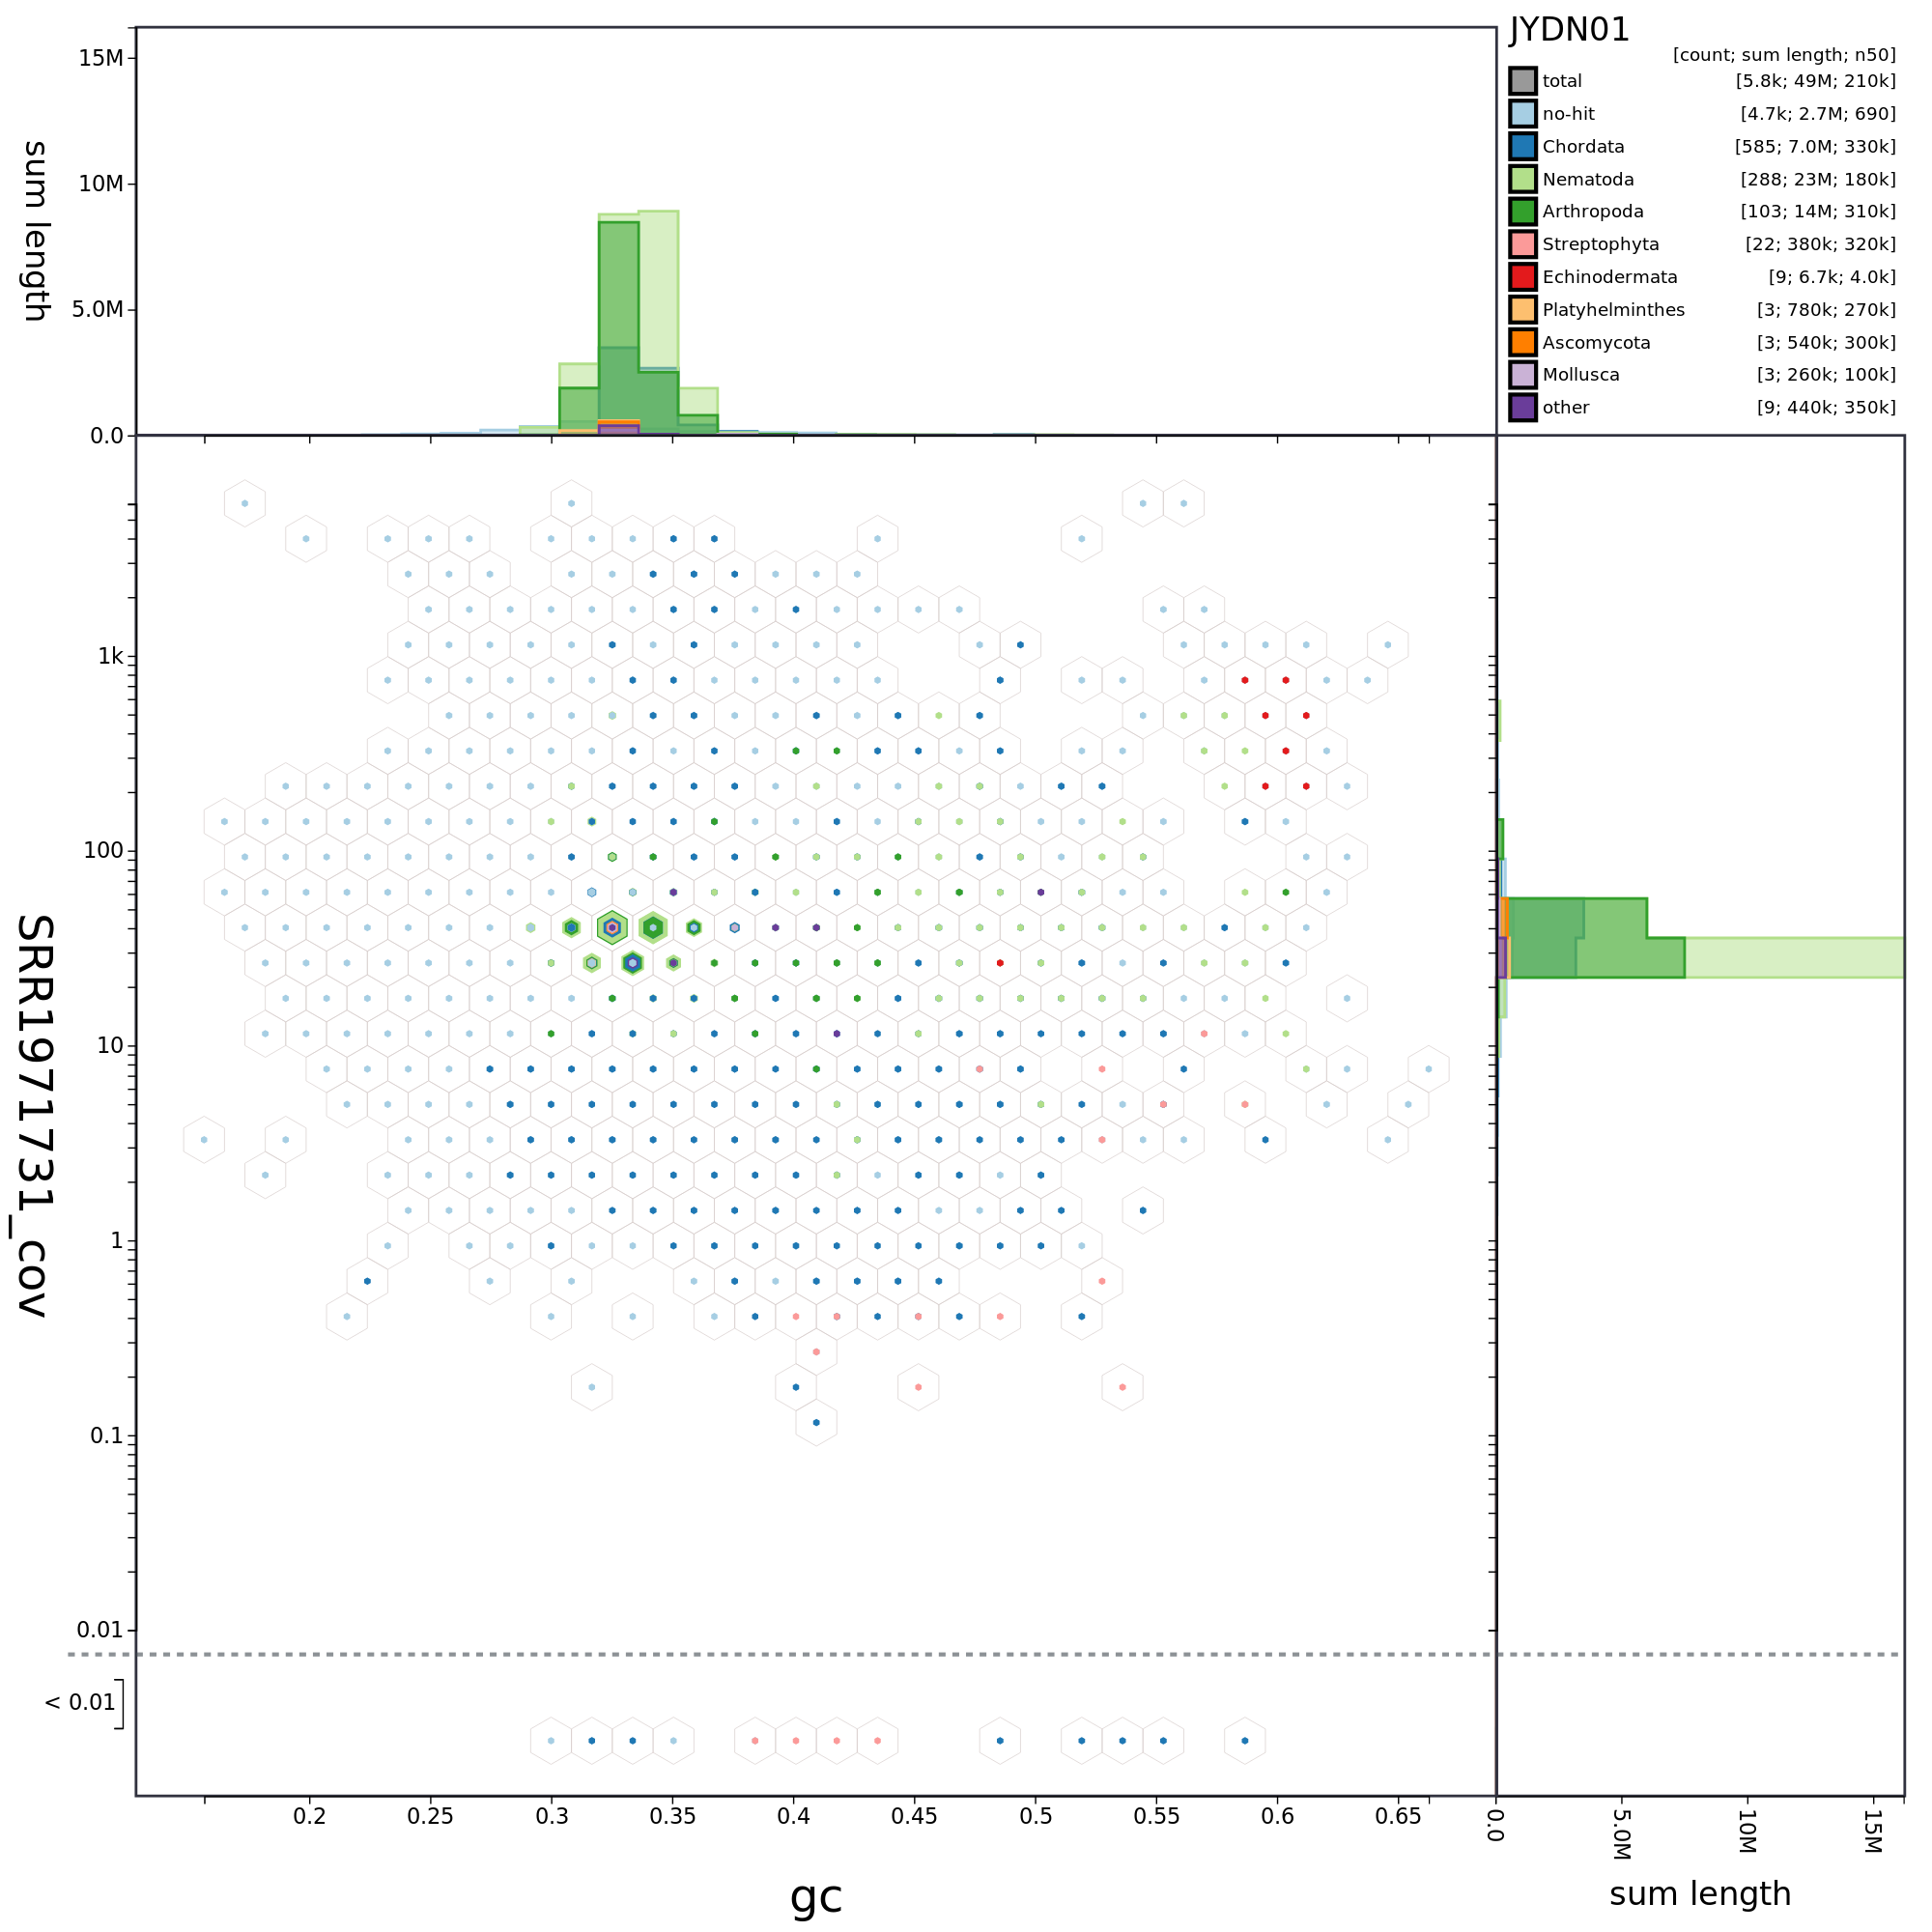 JYDN01
[count; sum length; n50]
total [5.8k; 49M; 210k]
no-hit [4.7k; 2.7M; 690]
Chordata [585; 7.0M; 330k]
Nematoda [288; 23M; 180k]
Arthropoda [103; 14M; 310k]
Streptophyta [22; 380k; 320k]
Echinodermata [9; 6.7k; 4.0k]
Platyhelminthes [3; 780k; 270k]
Ascomycota [3; 540k; 300k]
Mollusca [3; 260k; 100k]
other [9; 440k; 350k]
sum length
15M
10M
5.0M
0.0
SRR1971731_cov
1k
100
10
1
0.1
0.01
< 0.01
0.2 0.25 0.3 0.35 0.4 0.45 0.5 0.55 0.6 0.65
gc
0.0 5.0M 10M 15M
sum length